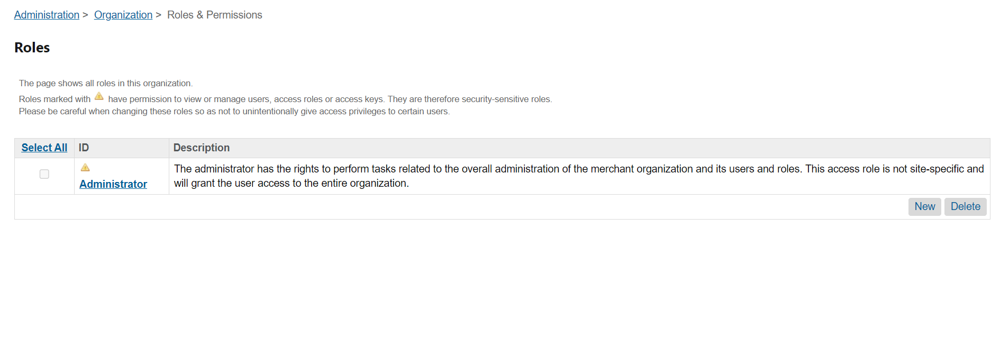 Administration > Organization > Roles & Permissions
Roles
The page shows all roles in this organization.
Roles marked with have permission to view or manage users, access roles or access keys. They are therefore security-sensitive roles.
Please be careful when changing these roles so as not to unintentionally give access privileges to certain users.
Select All ID Description
Administrator
The administrator has the rights to perform tasks related to the overall administration of the merchant organization and its users and roles. This access role is not site-specific and
will grant the user access to the entire organization.
New Delete